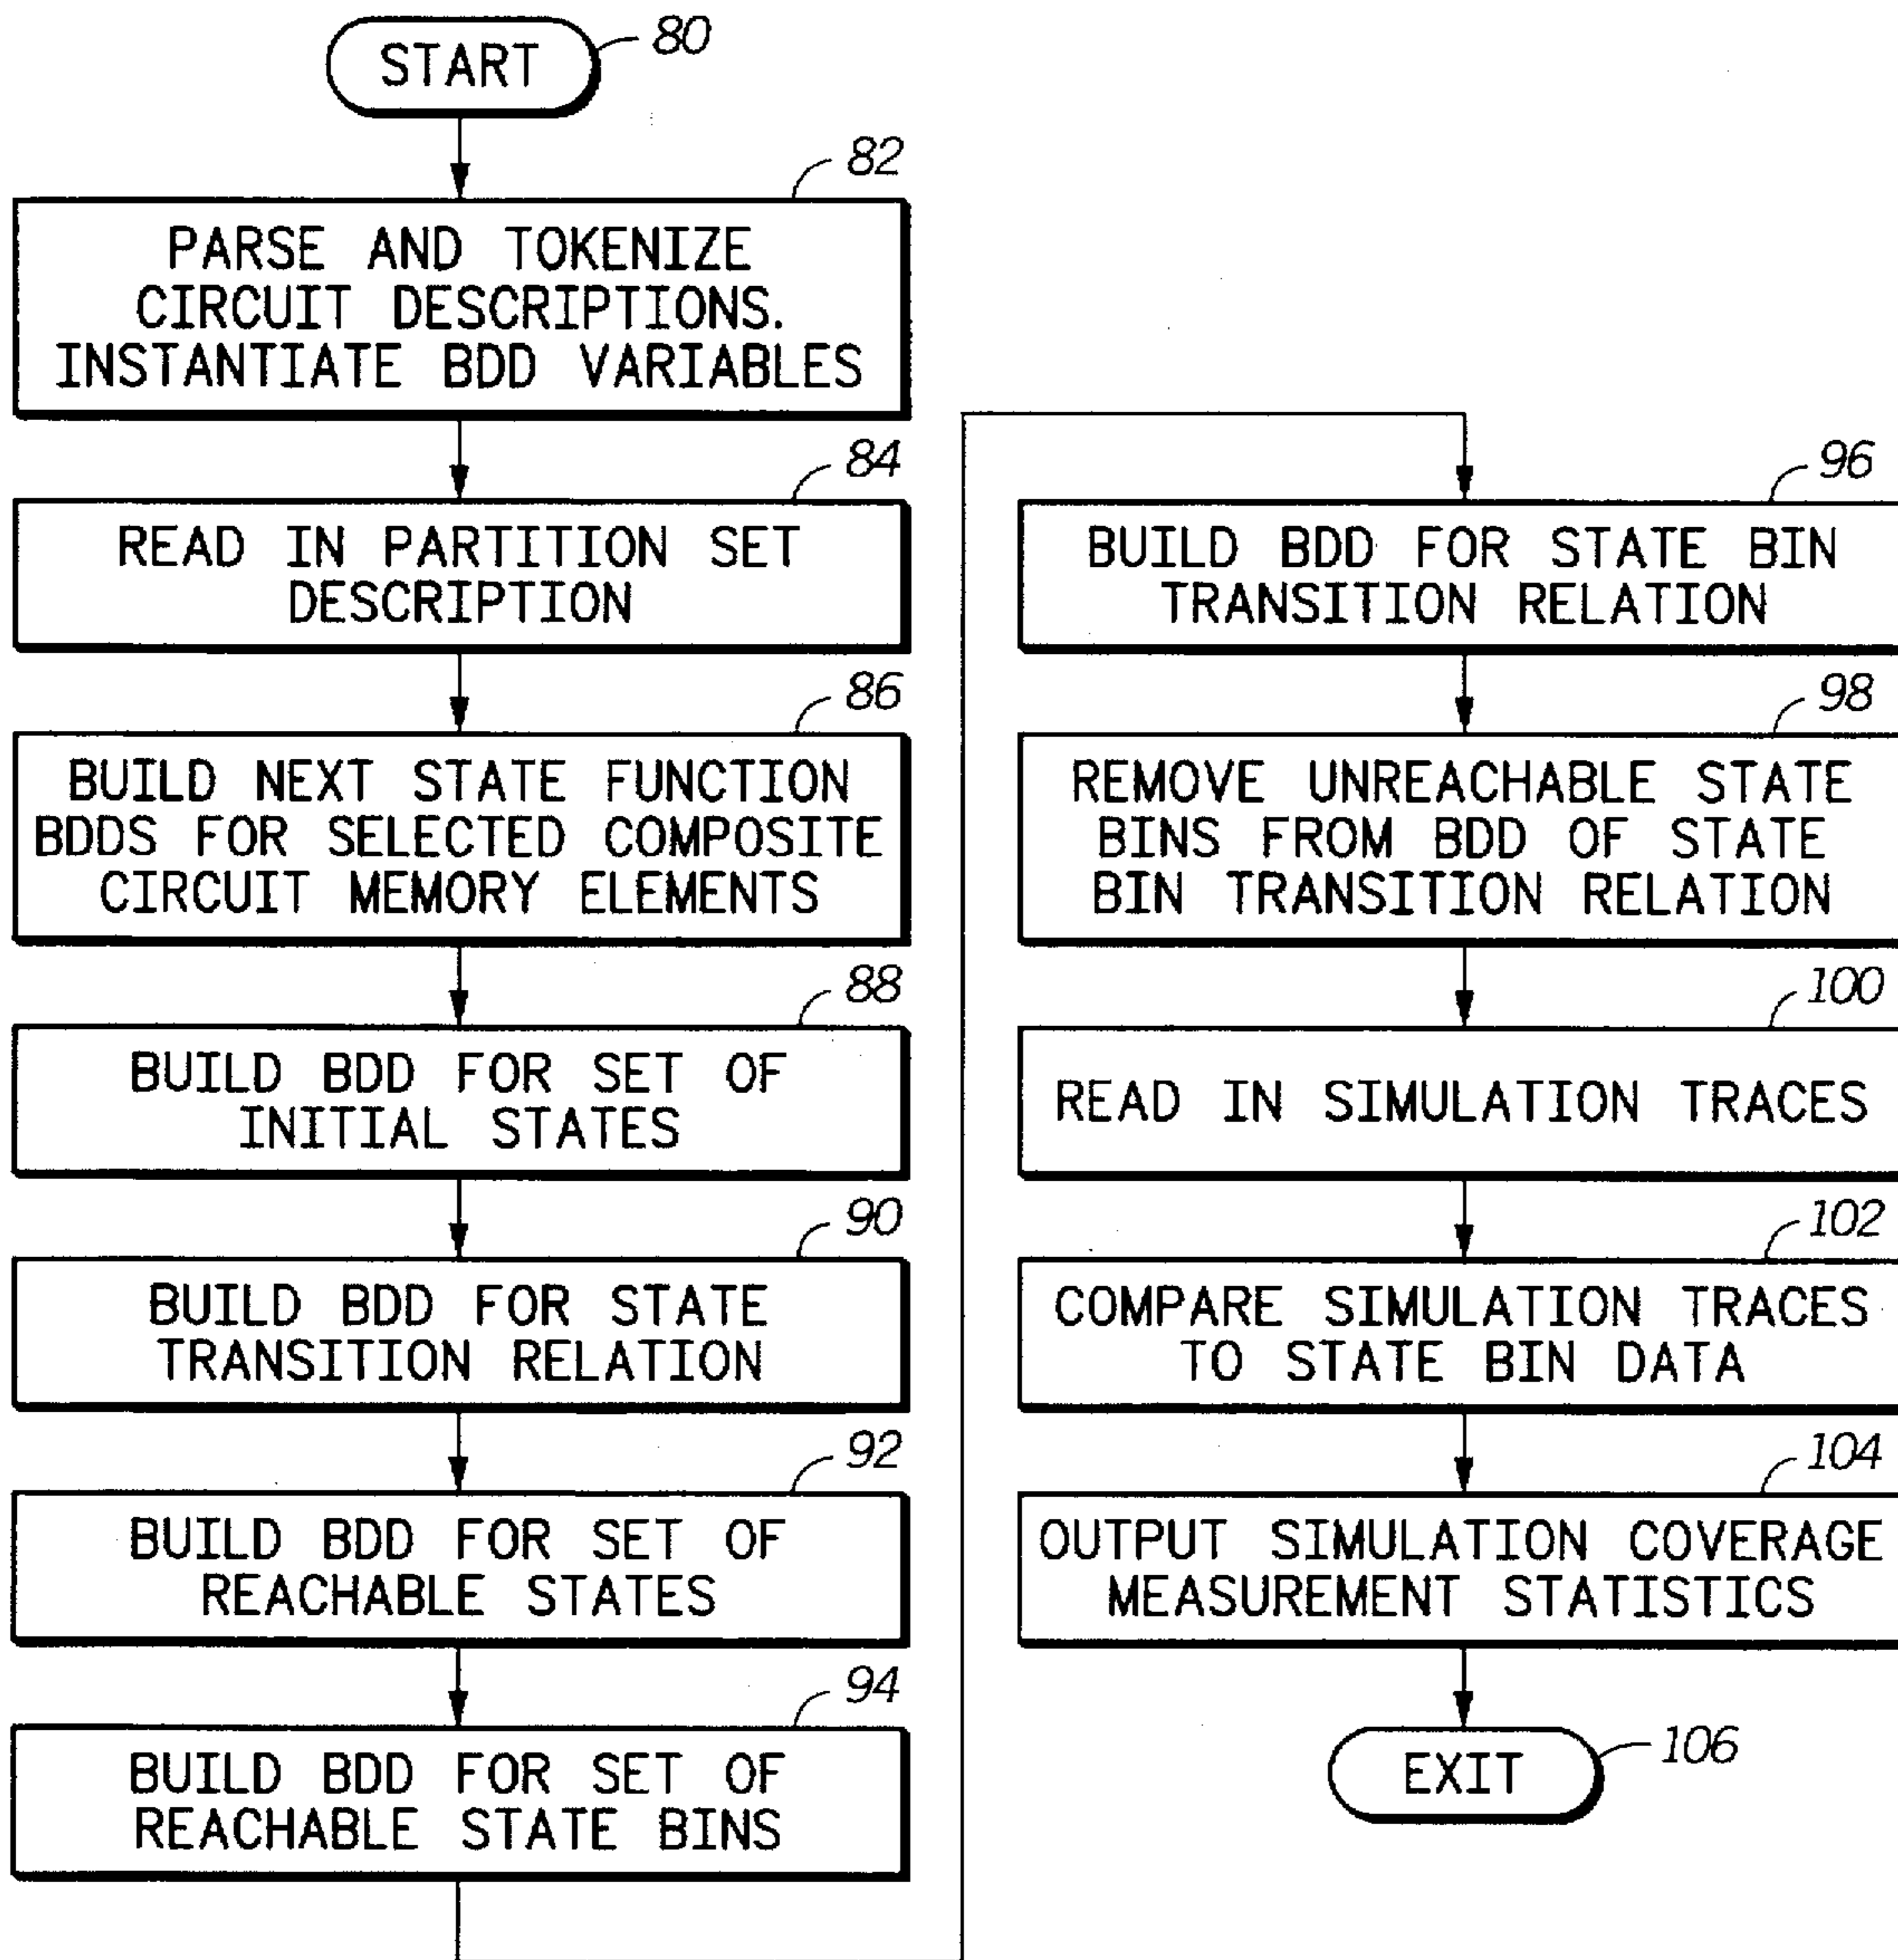 START
80
82
PARSE AND TOKENIZE
CIRCUIT DESCRIPTIONS.
INSTANTIATE BDD VARIABLES
84
READ IN PARTITION SET
DESCRIPTION
86
BUILD NEXT STATE FUNCTION
BDDS FOR SELECTED COMPOSITE
CIRCUIT MEMORY ELEMENTS
88
BUILD BDD FOR SET OF
INITIAL STATES
90
BUILD BDD FOR STATE
TRANSITION RELATION
92
BUILD BDD FOR SET OF
REACHABLE STATES
94
BUILD BDD FOR SET OF
REACHABLE STATE BINS
96
BUILD BDD FOR STATE BIN
TRANSITION RELATION
98
REMOVE UNREACHABLE STATE
BINS FROM BDD OF STATE
BIN TRANSITION RELATION
100
READ IN SIMULATION TRACES
102
COMPARE SIMULATION TRACES
TO STATE BIN DATA
104
OUTPUT SIMULATION COVERAGE
MEASUREMENT STATISTICS
EXIT
106